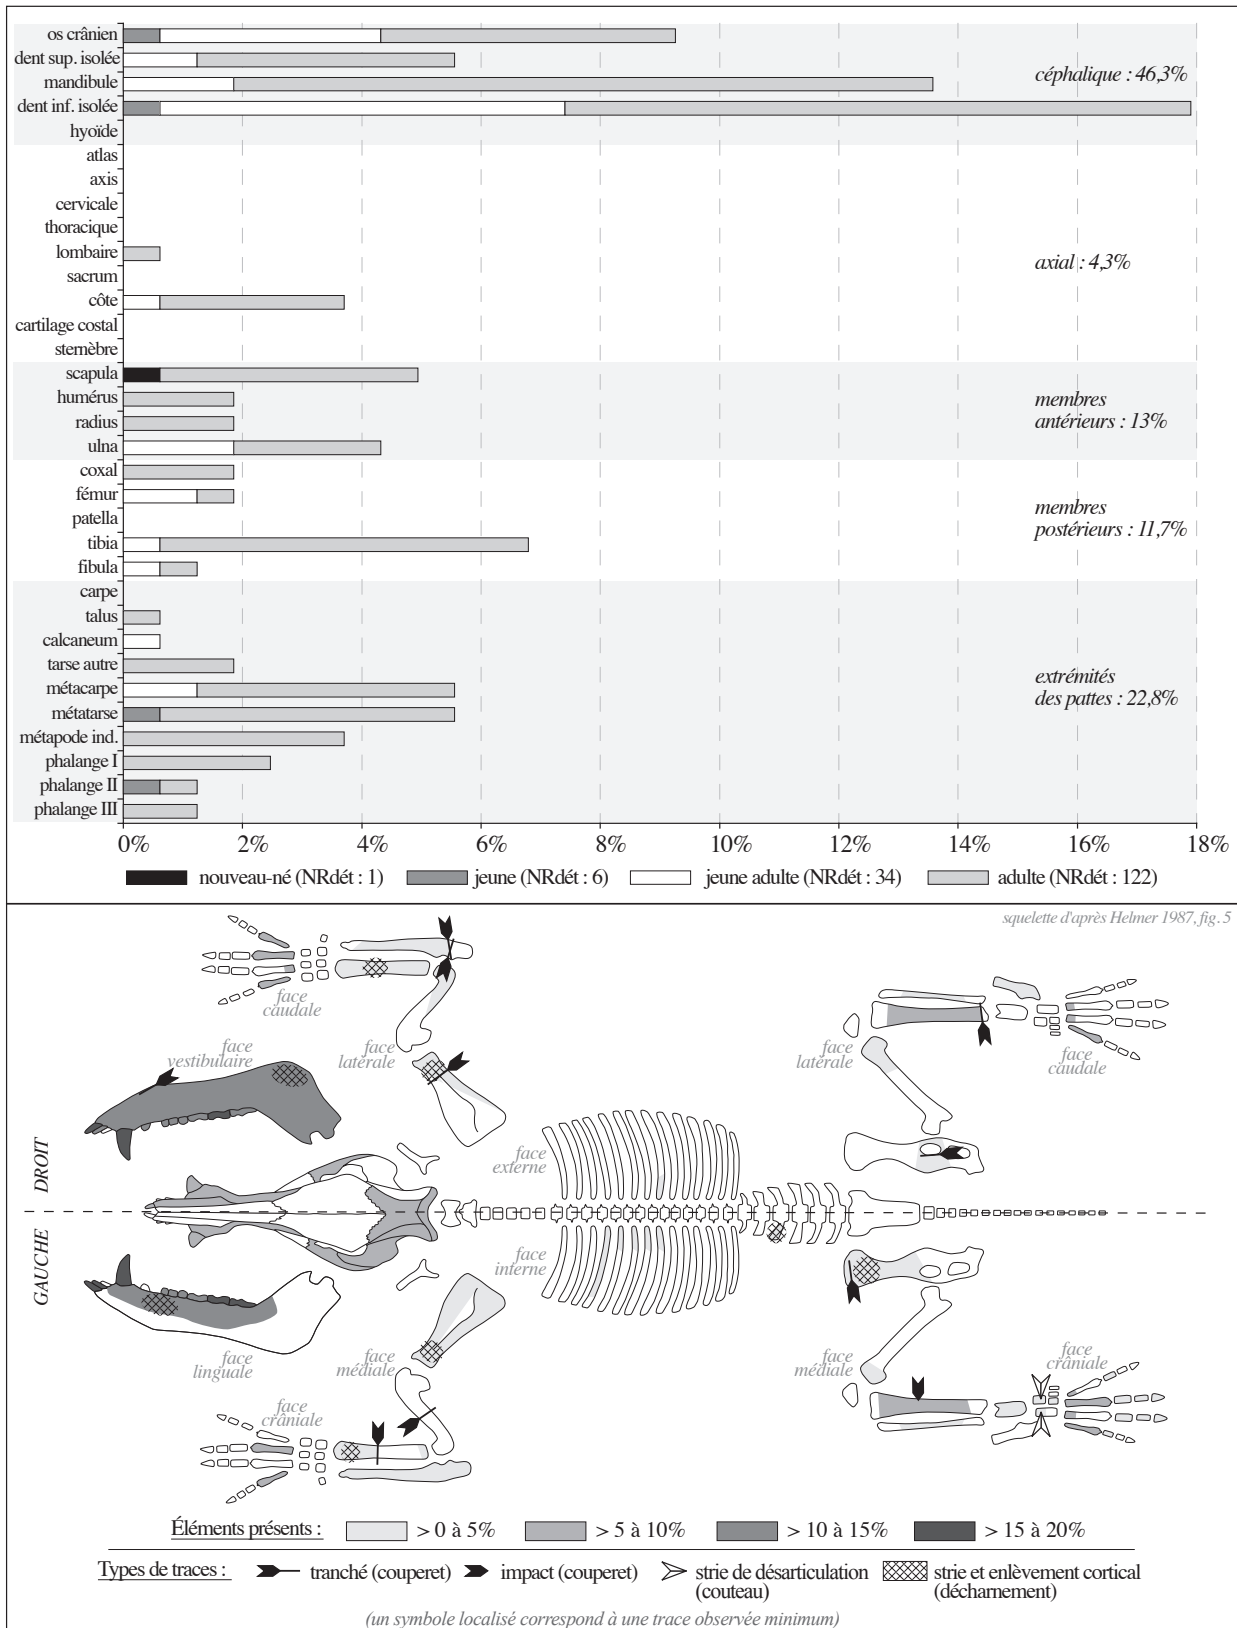 os crânien
dent sup. isolée
mandibule
céphalique : 46,3%
dent inf. isolée
hyoïde
atlas
axis
cervicale
thoracique
lombaire
axial : 4,3%
sacrum
côte
cartilage costal
sternèbre
scapula
humérus
membres
antérieurs : 13%
radius
ulna
coxal
fémur
patella
membres
postérieurs : 11,7%
tibia
fibula
carpe
talus
calcaneum
tarse autre
extrémités
des pattes : 22,8%
métacarpe
métatarse
métapode ind.
phalange I
phalange II
phalange III
0% 2% 4% 6% 8% 10% 12% 14% 16% 18%
nouveau-né (NRdét : 1) jeune (NRdét : 6) jeune adulte (NRdét : 34) adulte (NRdét : 122)
squelette d'après Helmer 1987, fig. 5
face
caudale
face
vestibulaire
face
latérale
face
latérale
face
caudale
DROIT
face
externe
GAUCHE
face
interne
face
linguale
face
médiale
face
médiale
face
crâniale
face
crâniale
Éléments présents : > 0 à 5% > 5 à 10% > 10 à 15% > 15 à 20%
Types de traces : tranché (couperet) impact (couperet) strie de désarticulation
(couteau)
strie et enlèvement cortical
(décharnement)
(un symbole localisé correspond à une trace observée minimum)